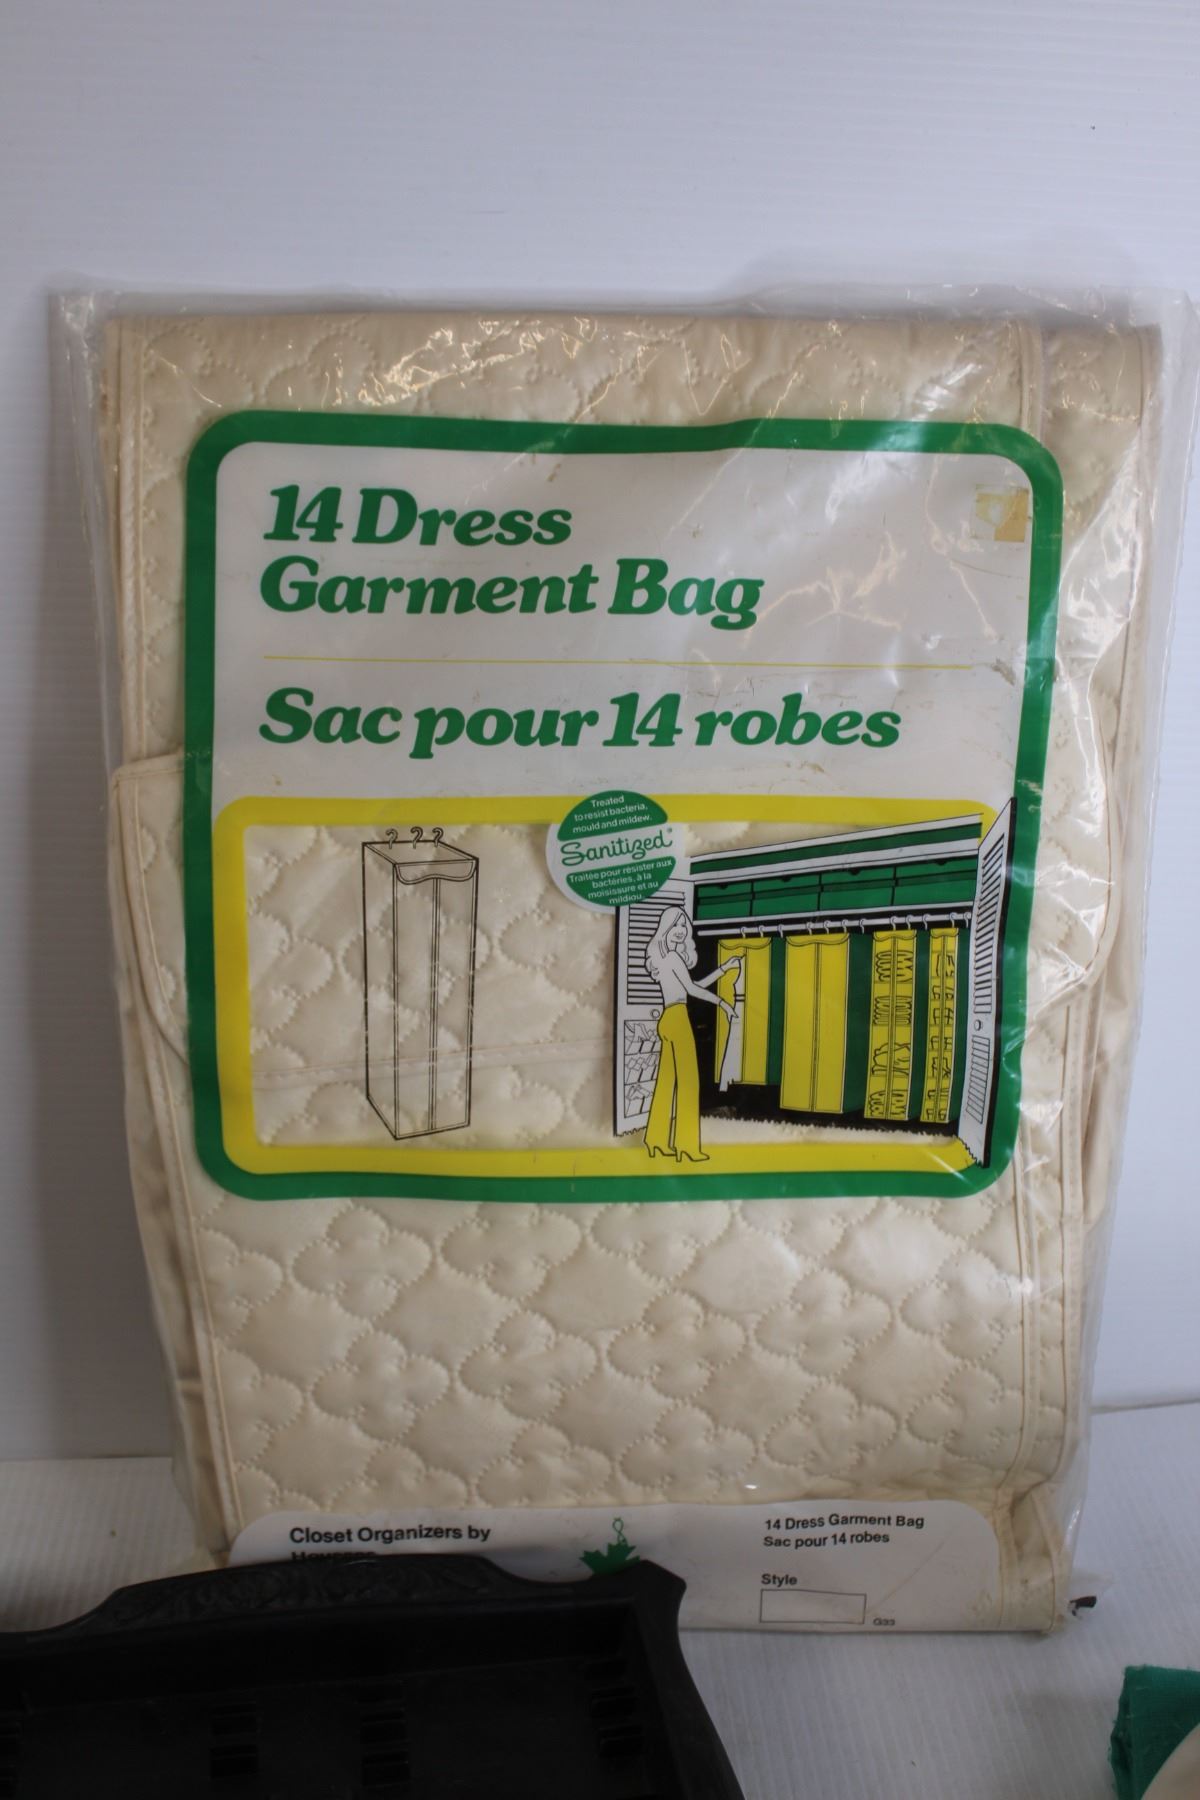 14 Dress
Garment Bag
Sac pour 14 robes
Treated
to resist bacteria,
mould and mildew.
Sanitized®
Traitée pour résister aux
bactéries, à la
moisissure et au
mildiou
Closet Organizers by
14 Dress Garment Bag
Sac pour 14 robes
Style
G33